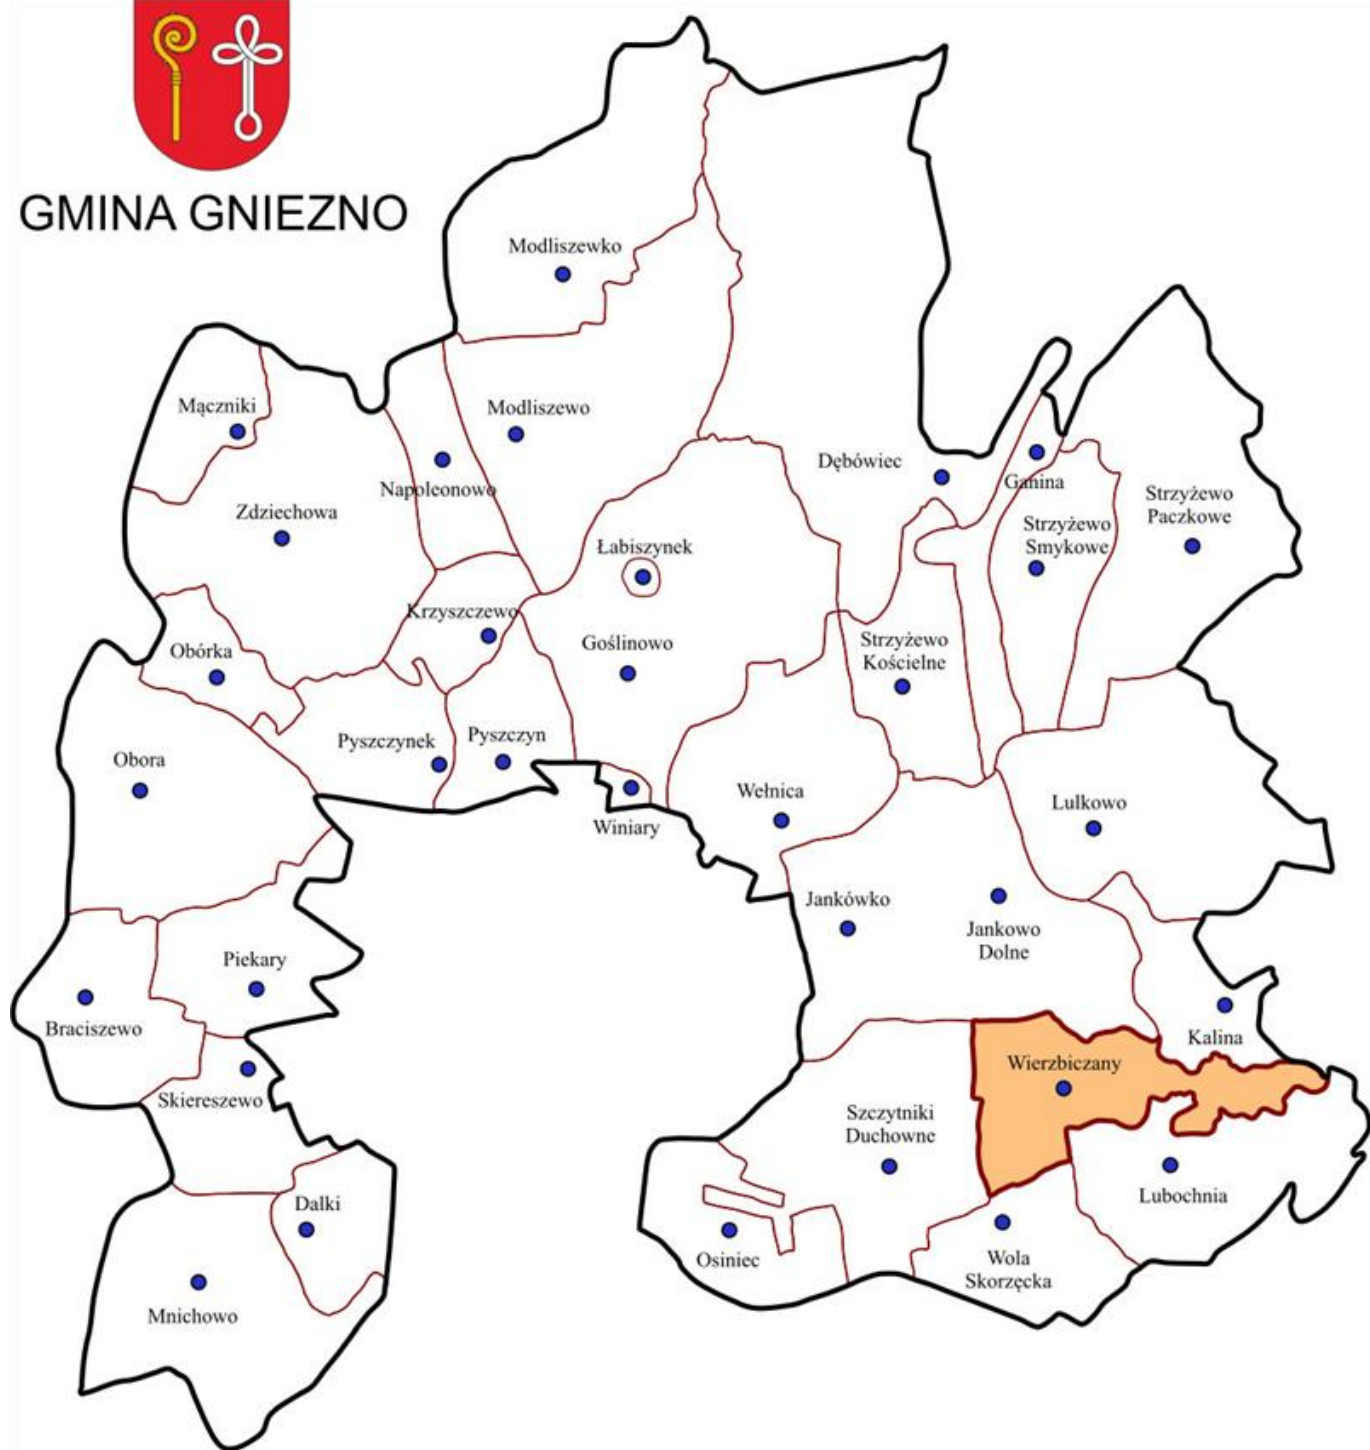 GMINA GNIEZNO
Modliszewko
Mączniki
Modliszewo
Dębówiec
Napoleonowo
Ganina
Zdziechowa
Strzyżewo
Paczkowe
Strzyżewo
Smykowe
Łabiszynek
Krzyszczewo
Obórka
Goślinowo
Strzyżewo
Kościelne
Pyszczynek
Pyszczyn
Obora
Wełnica
Lulkowo
Winiary
Jankówko
Jankowo
Dolne
Piekary
Braciszewo
Kalina
Wierzbiczany
Skiereszewo
Szczytniki
Duchowne
Lubochnia
Dalki
Osiniec
Wola
Skorzęcka
Mnichowo